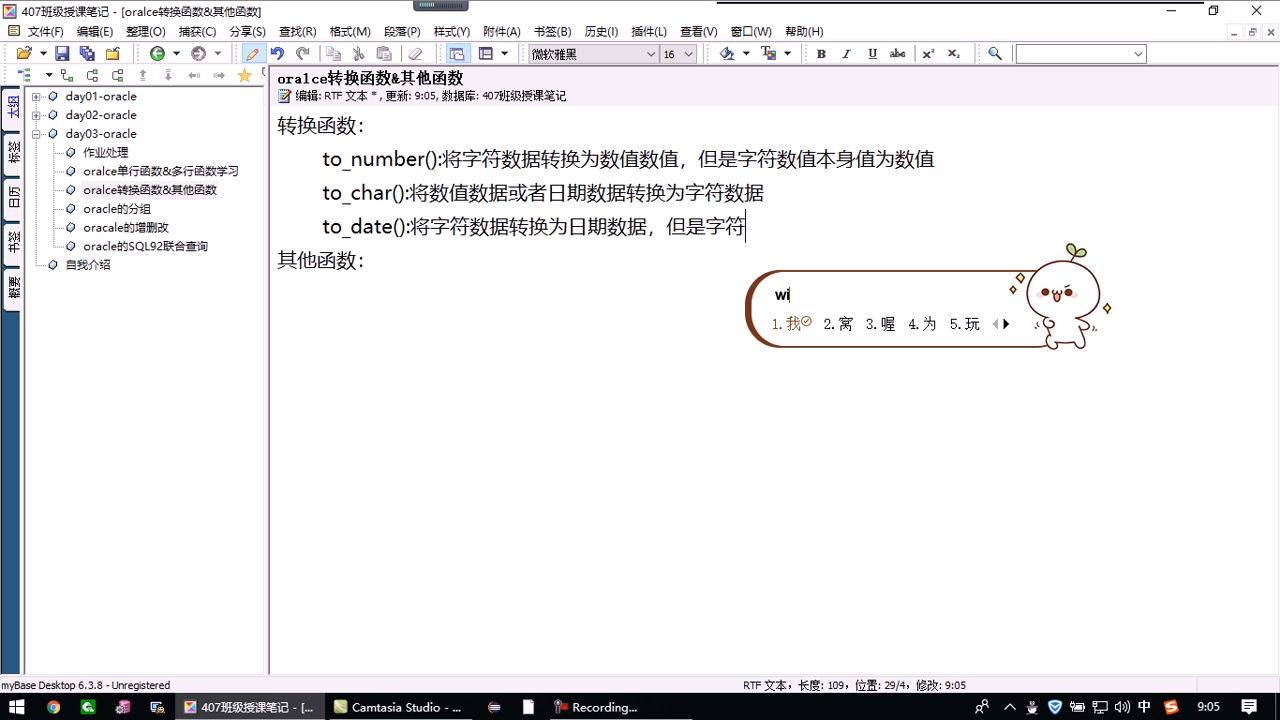 407班级授课笔记 - [oralce转换函数&其他函数]
文件(F) 编辑(E) 整理(O) 捕获(C) 分享(S) 查找(R) 格式(M) 段落(P) 样式(Y) 附件(A) 书签(B) 历史(I) 插件(L) 查看(V) 窗口(W) 帮助(H)
微软雅黑 16 B I U abc x² x₂
大纲
标签
日历
书签
概要
day01-oracle
day02-oracle
day03-oracle
作业处理
oralce单行函数&多行函数学习
oralce转换函数&其他函数
oracle的分组
oracale的增删改
oracle的SQL92联合查询
自我介绍
oralce转换函数&其他函数
编辑: RTF 文本 *, 更新: 9:05, 数据库: 407班级授课笔记
转换函数：
to_number():将字符数据转换为数值数值，但是字符数值本身值为数值
to_char():将数值数据或者日期数据转换为字符数据
to_date():将字符数据转换为日期数据，但是字符
其他函数：
wi
1.我 2.窝 3.喔 4.为 5.玩
myBase Desktop 6.3.8 - Unregistered
RTF 文本, 长度: 109, 位置: 29/4, 修改: 9:05
407班级授课笔记 - [...
Camtasia Studio - ...
Recording...
中
9:05